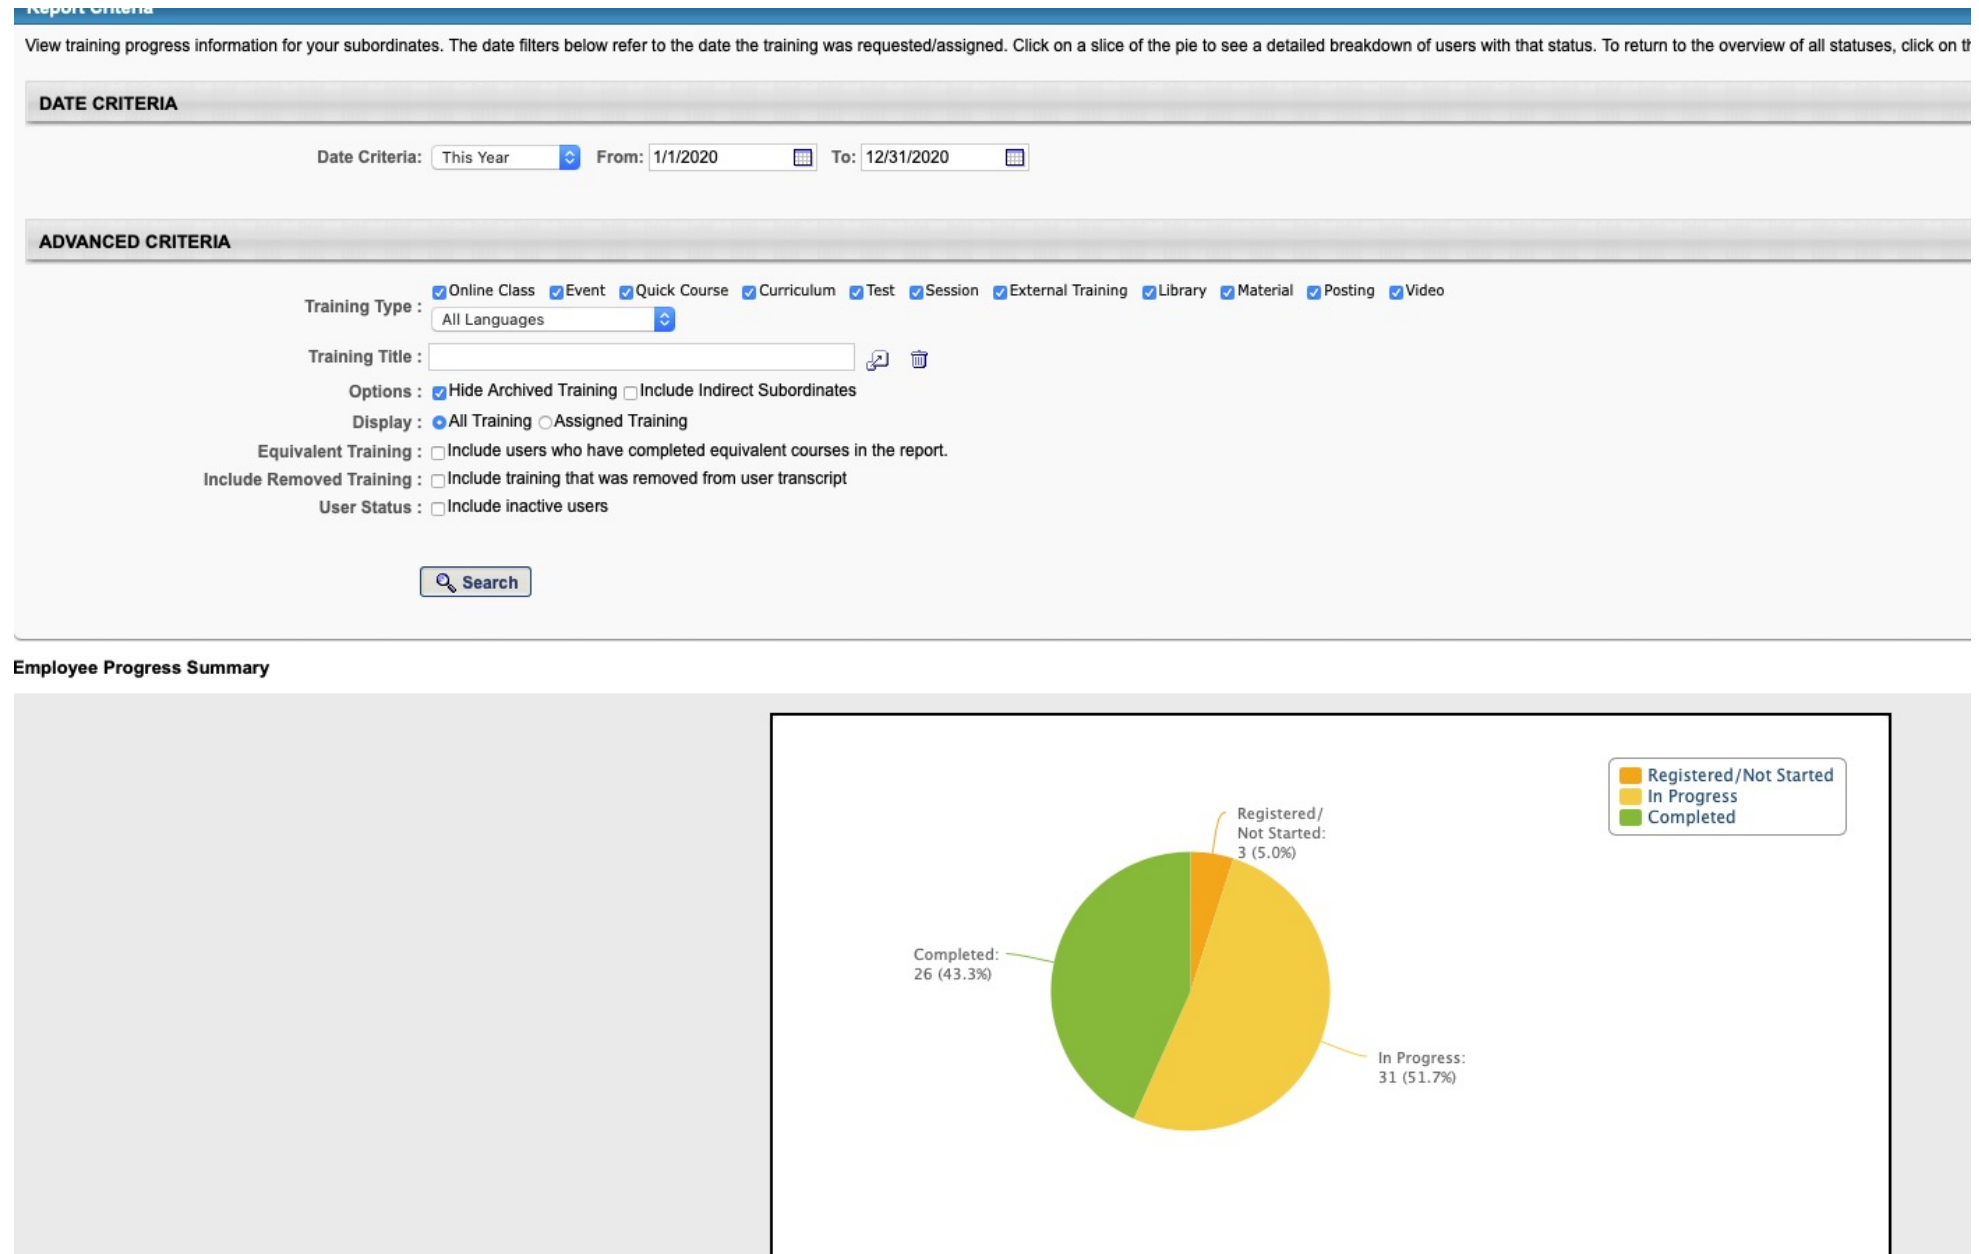 Report Criteria
View training progress information for your subordinates. The date filters below refer to the date the training was requested/assigned. Click on a slice of the pie to see a detailed breakdown of users with that status. To return to the overview of all statuses, click on
DATE CRITERIA
Date Criteria: This Year From: 1/1/2020 To: 12/31/2020
ADVANCED CRITERIA
Training Type : Online Class Event Quick Course Curriculum Test Session External Training Library Material Posting Video
All Languages
Training Title :
Options : Hide Archived Training Include Indirect Subordinates
Display : All Training Assigned Training
Equivalent Training : Include users who have completed equivalent courses in the report.
Include Removed Training : Include training that was removed from user transcript
User Status : Include inactive users
Search
Employee Progress Summary
Registered/Not Started
In Progress
Completed
Registered/
Not Started:
3 (5.0%)
Completed:
26 (43.3%)
In Progress:
31 (51.7%)